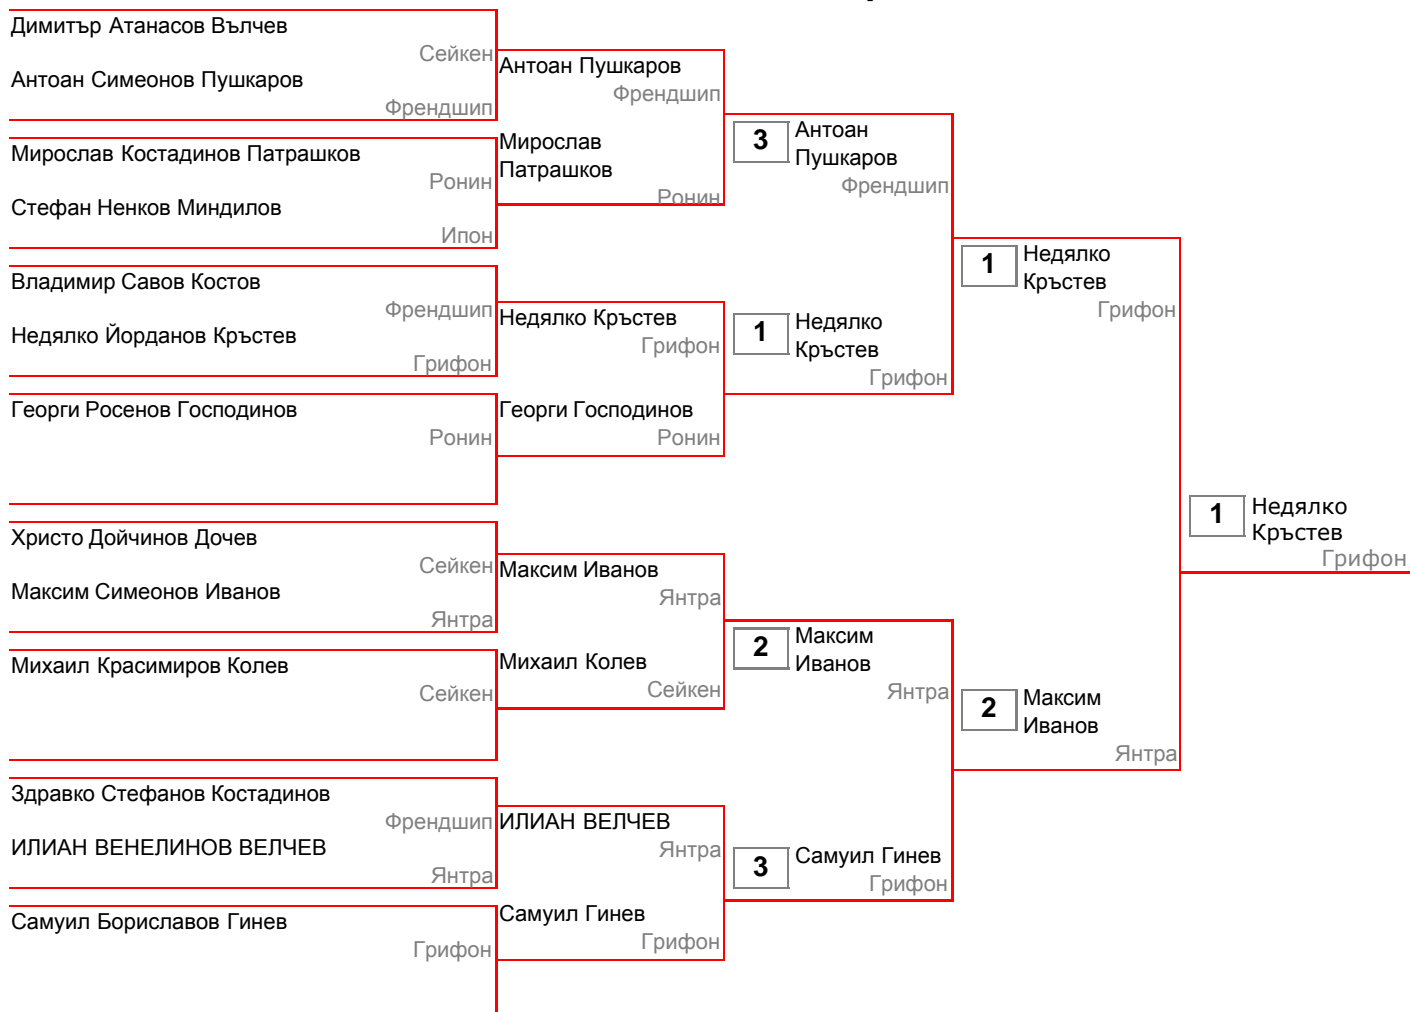 Димитър Атанасов Вълчев
Сейкен
Антоан Симеонов Пушкаров
Френдшип
Мирослав Костадинов Патрашков
Ронин
Стефан Ненков Миндилов
Ипон
Владимир Савов Костов
Френдшип
Недялко Йорданов Кръстев
Грифон
Георги Росенов Господинов
Ронин
Христо Дойчинов Дочев
Сейкен
Максим Симеонов Иванов
Янтра
Михаил Красимиров Колев
Сейкен
Здравко Стефанов Костадинов
Френдшип
ИЛИАН ВЕНЕЛИНОВ ВЕЛЧЕВ
Янтра
Самуил Бориславов Гинев
Грифон
Антоан Пушкаров
Френдшип
Мирослав
Патрашков
Ронин
Недялко Кръстев
Грифон
Георги Господинов
Ронин
Максим Иванов
Янтра
Михаил Колев
Сейкен
ИЛИАН ВЕЛЧЕВ
Янтра
Самуил Гинев
Грифон
3 Антоан
Пушкаров
Френдшип
1 Недялко
Кръстев
Грифон
2 Максим
Иванов
Янтра
3 Самуил Гинев
Грифон
1 Недялко
Кръстев
Грифон
2 Максим
Иванов
Янтра
1 Недялко
Кръстев
Грифон